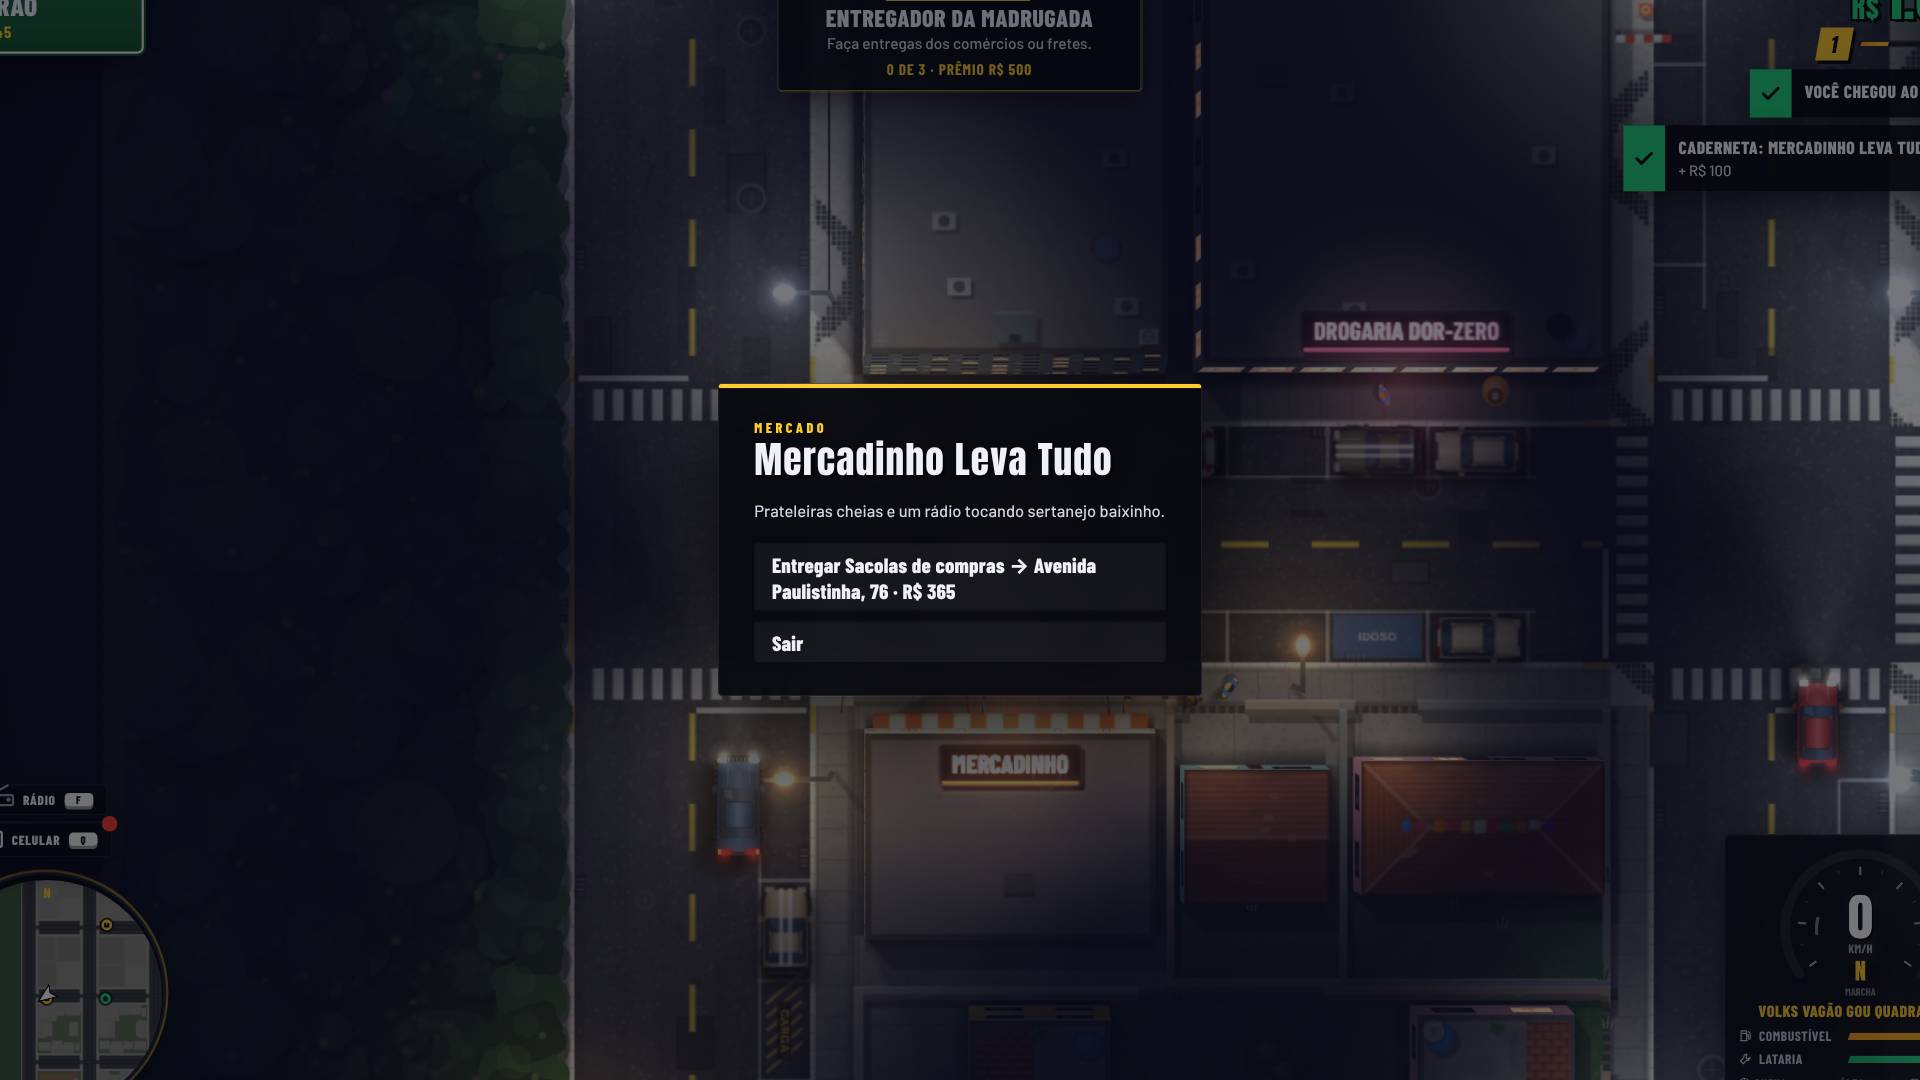 RÃO
ENTREGADOR DA MADRUGADA
Faça entregas dos comércios ou fretes.
0 DE 3 · PRÊMIO R$ 500
R$ 1.
1
VOCÊ CHEGOU AO
CADERNETA: MERCADINHO LEVA TUD
+ R$ 100
DROGARIA DOR-ZERO
MERCADO
Mercadinho Leva Tudo
Prateleiras cheias e um rádio tocando sertanejo baixinho.
Entregar Sacolas de compras → Avenida
Paulistinha, 76 · R$ 365
Sair
IDOSO
MERCADINHO
RÁDIO F
CELULAR Q
N
M
CARGA
0
KM/H
N
MARCHA
VOLKS VAGÃO GOU QUADRA
COMBUSTÍVEL
LATARIA